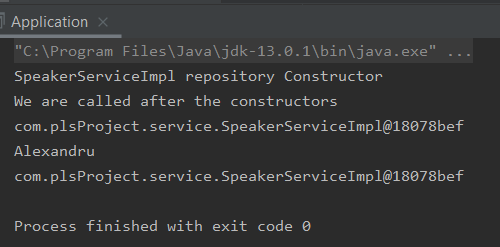 Application ×
"C:\Program Files\Java\jdk-13.0.1\bin\java.exe" ...
SpeakerServiceImpl repository Constructor
We are called after the constructors
com.plsProject.service.SpeakerServiceImpl@18078bef
Alexandru
com.plsProject.service.SpeakerServiceImpl@18078bef
Process finished with exit code 0